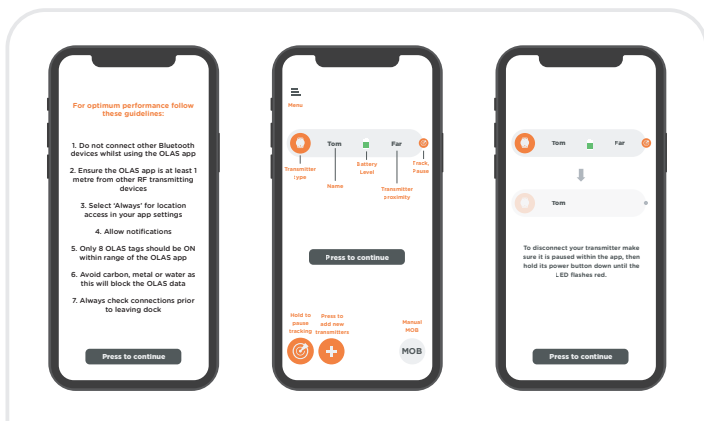 For optimum performance follow
these guidelines:
1. Do not connect other Bluetooth
devices whilst using the OLAS app
2. Ensure the OLAS app is at least 1
metre from other RF transmitting
devices
3. Select ‘Always’ for location
access in your app settings
4. Allow notifications
5. Only 8 OLAS tags should be ON
within range of the OLAS app
6. Avoid carbon, metal or water as
this will block the OLAS data
7. Always check connections prior
to leaving dock
Press to continue
Menu
Tom
Far
Transmitter
type
Name
Battery
Level
Transmitter
proximity
Track,
Pause
Press to continue
Hold to
pause
tracking
Press to
add new
transmitters
Manual
MOB
MOB
Tom
Far
Tom
To disconnect your transmitter make
sure it is paused within the app, then
hold its power button down until the
LED flashes red.
Press to continue